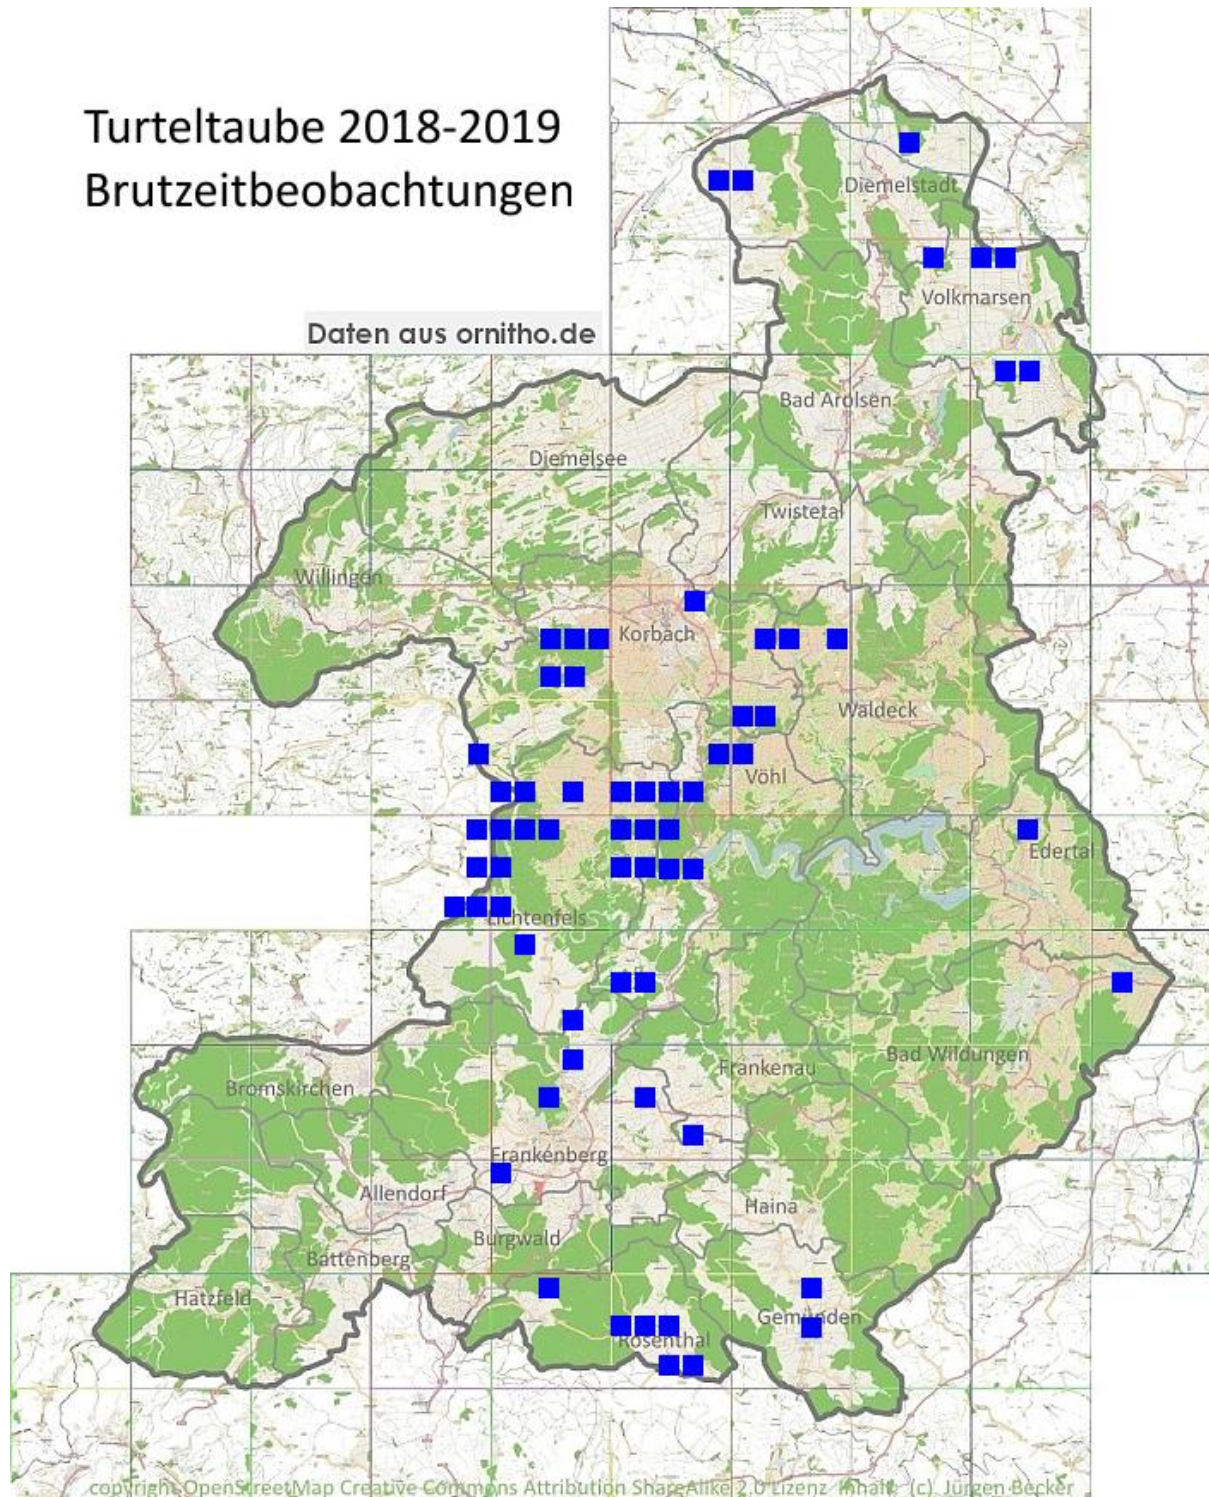 Turteltaube 2018-2019
Brutzeitbeobachtungen
Diemelstadt
Volkmarsen
Daten aus ornitho.de
Bad Arolsen
Diemelsee
Twistetal
Willingen
Korbach
Waldeck
Vöhl
Edertal
Lichtenfels
Bad Wildungen
Frankenau
Bromskirchen
Frankenberg
Allendorf
Haina
Burgwald
Battenberg
Hatzfeld
Gemünden
Rosenthal
copyright OpenStreetMap Creative Commons Attribution ShareAlike 2.0 Lizenz Inhalt: (c) Jürgen Becker